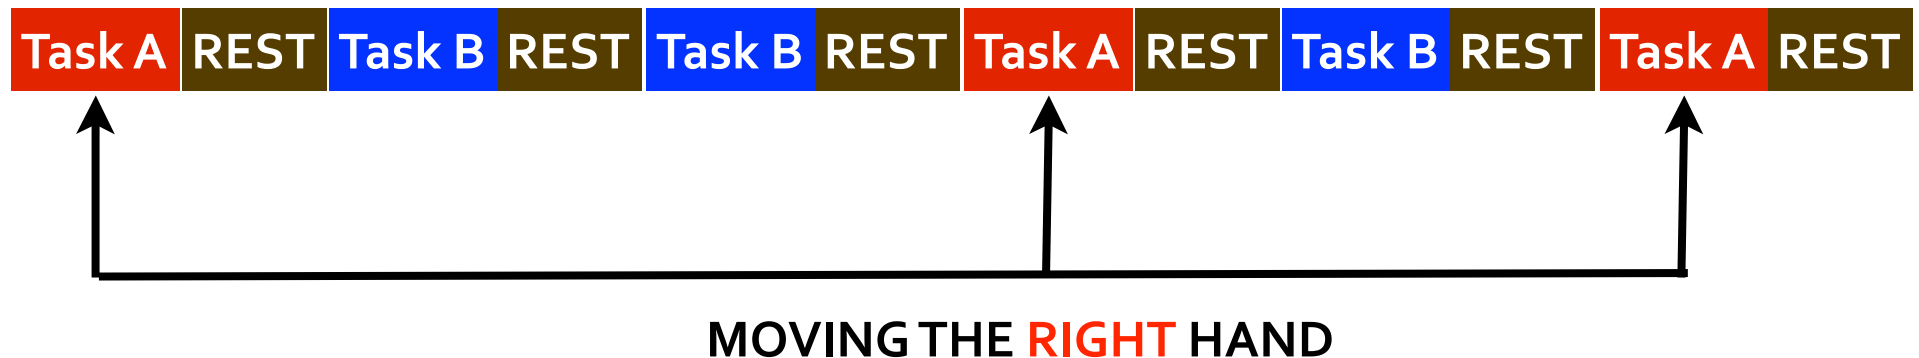 Task A REST Task B REST Task B REST Task A REST Task B REST Task A REST
MOVING THE RIGHT HAND